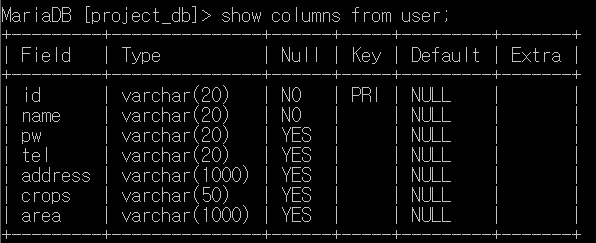 MariaDB [project_db]> show columns from user;
+---------+---------------+------+-----+---------+-------+
| Field   | Type          | Null | Key | Default | Extra |
+---------+---------------+------+-----+---------+-------+
| id      | varchar(20)   | NO   | PRI | NULL    |       |
| name    | varchar(20)   | NO   |     | NULL    |       |
| pw      | varchar(20)   | YES  |     | NULL    |       |
| tel     | varchar(20)   | YES  |     | NULL    |       |
| address | varchar(1000) | YES  |     | NULL    |       |
| crops   | varchar(50)   | YES  |     | NULL    |       |
| area    | varchar(1000) | YES  |     | NULL    |       |
+---------+---------------+------+-----+---------+-------+